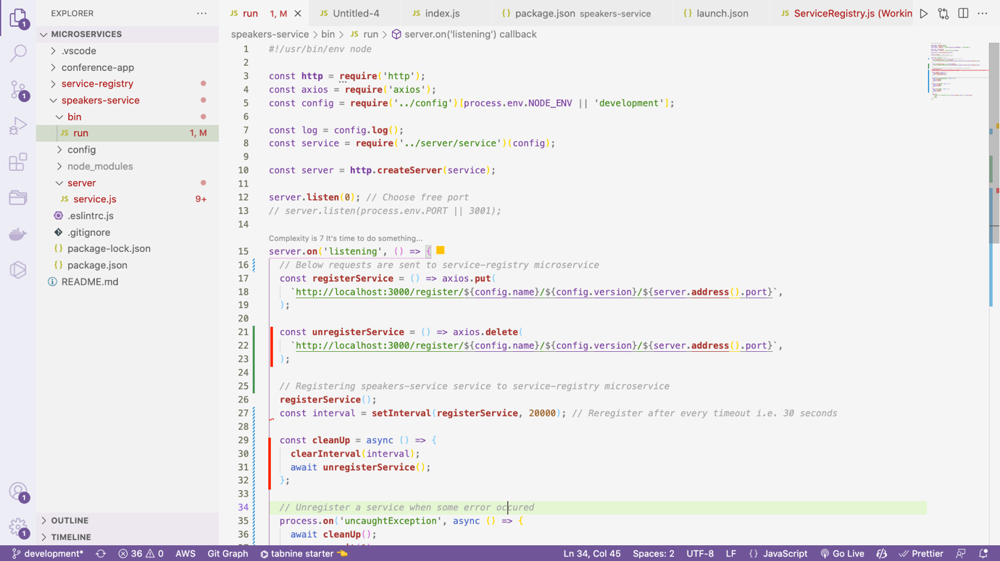 EXPLORER
MICROSERVICES
.vscode
conference-app
service-registry
speakers-service
bin
JS run 1, M
config
node_modules
server
JS service.js 9+
.eslintrc.js
.gitignore
{} package-lock.json
{} package.json
README.md
OUTLINE
TIMELINE
1
1
1
1
JS run 1, M
JS Untitled-4
JS index.js
{} package.json speakers-service
{} launch.json
JS ServiceRegistry.js (Workin
speakers-service > bin > JS run > server.on('listening') callback
1 #!/usr/bin/env node
2
3 const http = require('http');
4 const axios = require('axios');
5 const config = require('../config')[process.env.NODE_ENV || 'development'];
6
7 const log = config.log();
8 const service = require('../server/service')(config);
9
10 const server = http.createServer(service);
11
12 server.listen(0); // Choose free port
13 // server.listen(process.env.PORT || 3001);
14
Complexity is 7 It's time to do something...
15 server.on('listening', () => {
16 // Below requests are sent to service-registry microservice
17 const registerService = () => axios.put(
18 `http://localhost:3000/register/${config.name}/${config.version}/${server.address().port}`,
19 );
20
21 const unregisterService = () => axios.delete(
22 `http://localhost:3000/register/${config.name}/${config.version}/${server.address().port}`,
23 );
24
25 // Registering speakers-service service to service-registry microservice
26 registerService();
27 const interval = setInterval(registerService, 20000); // Reregister after every timeout i.e. 30 seconds
28
29 const cleanUp = async () => {
30 clearInterval(interval);
31 await unregisterService();
32 };
33
34 // Unregister a service when some error occured
35 process.on('uncaughtException', async () => {
36 await cleanUp();
development* 36 0 AWS Git Graph tabnine starter Ln 34, Col 45 Spaces: 2 UTF-8 LF {} JavaScript Go Live Prettier